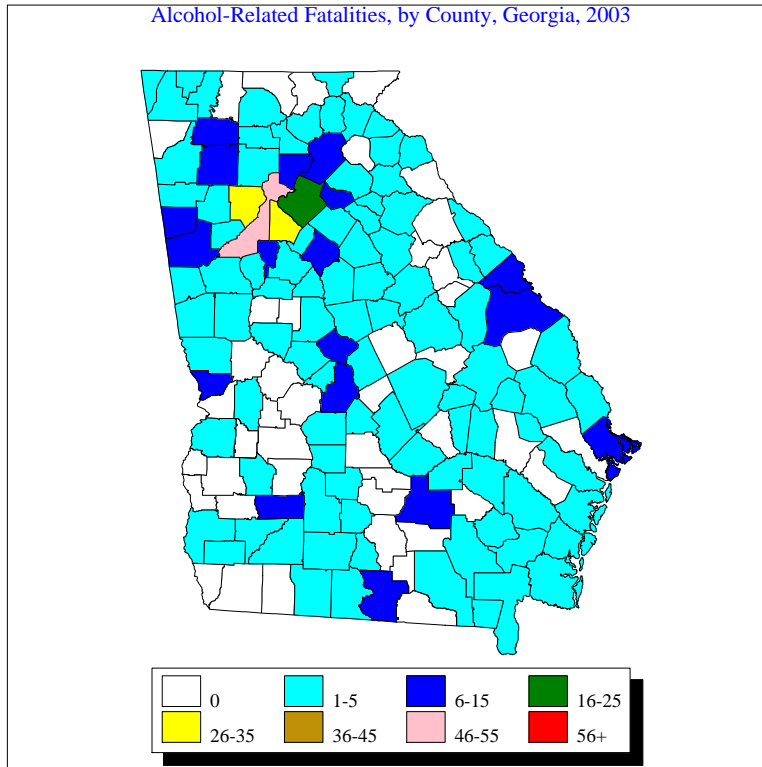 Alcohol-Related Fatalities, by County, Georgia, 2003
0 1-5 6-15 16-25
26-35 36-45 46-55 56+